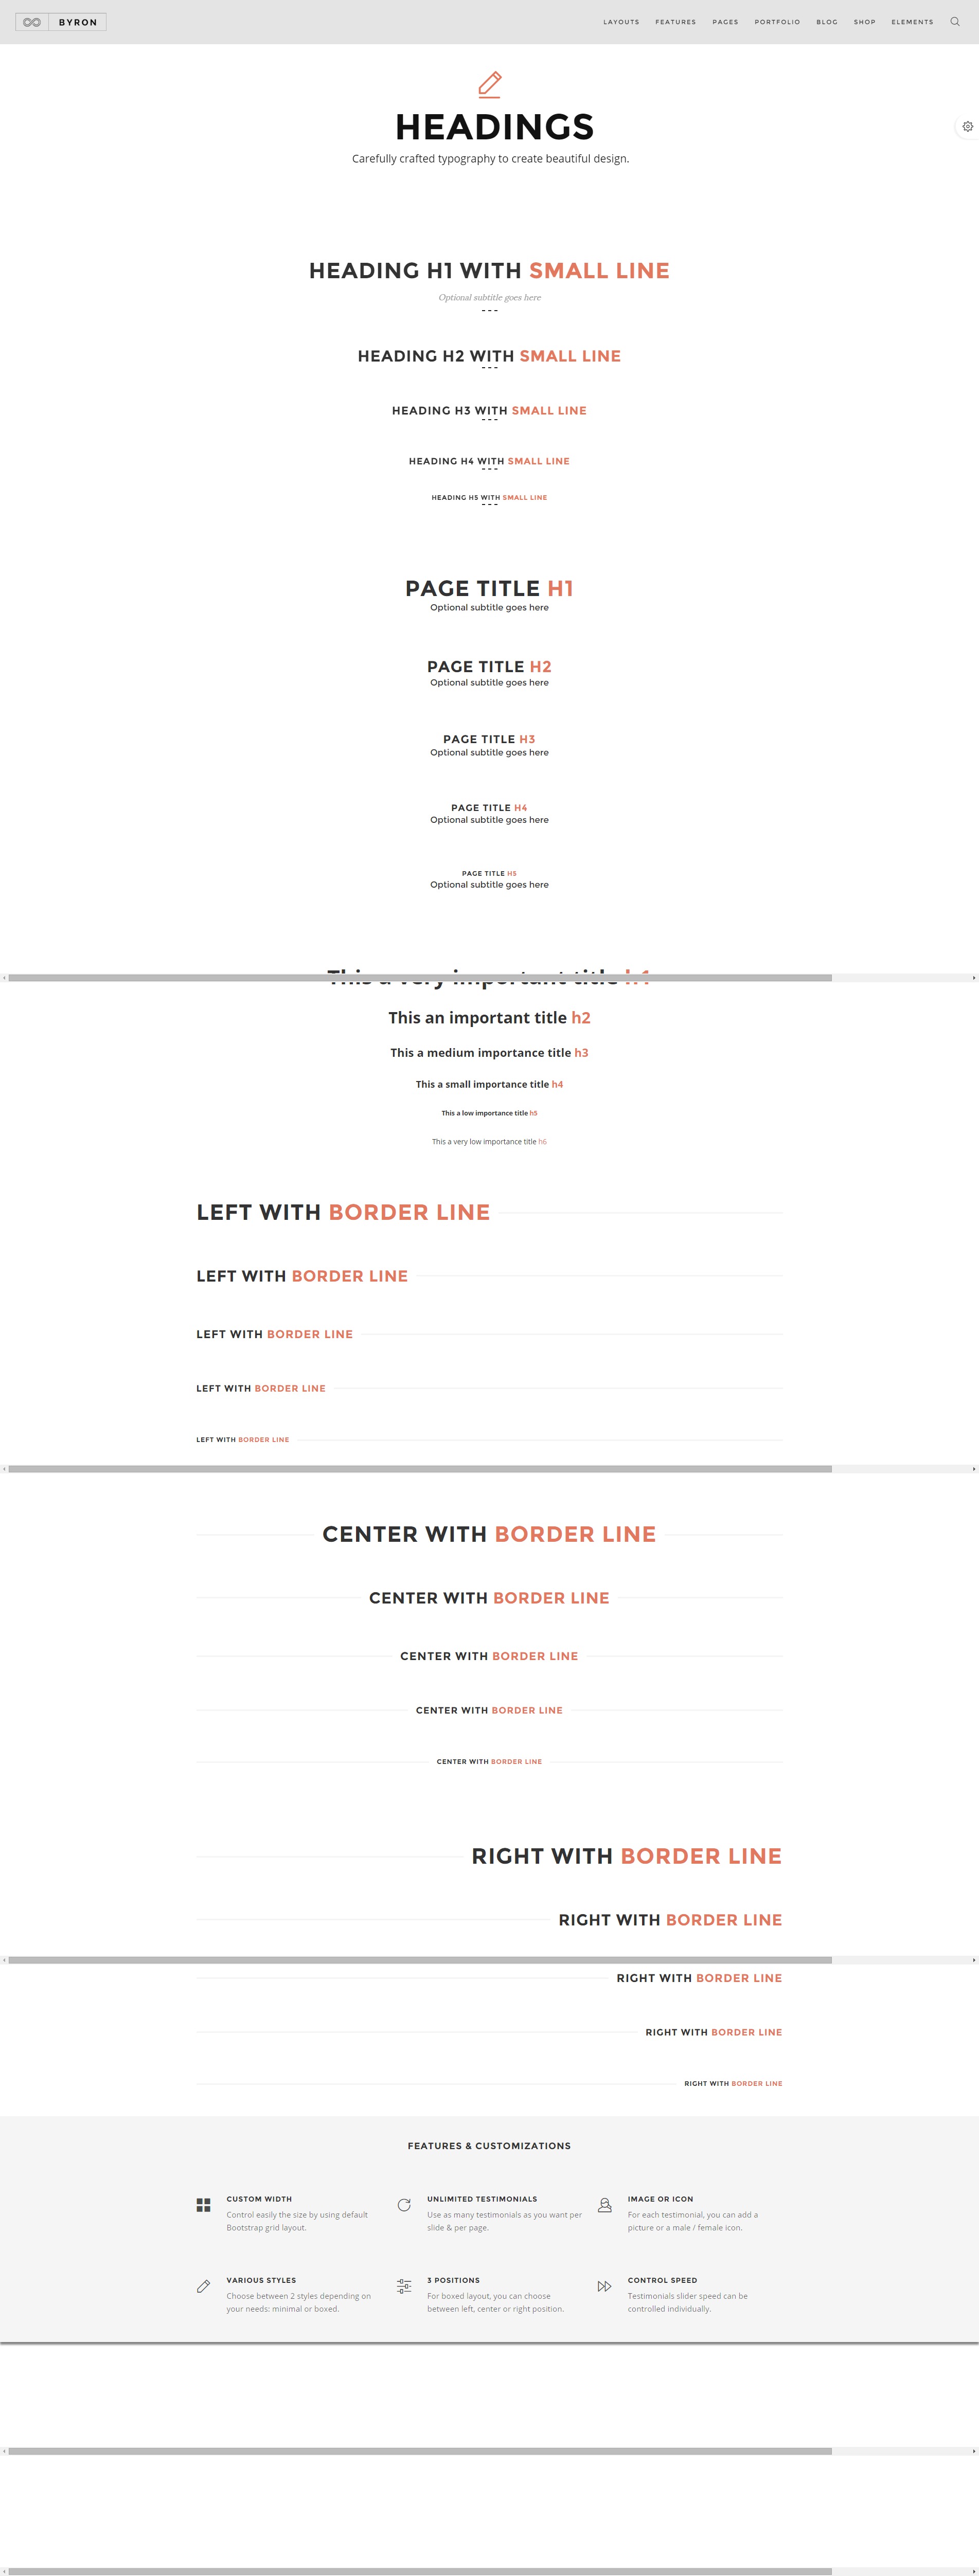 BYRON
LAYOUTS FEATURES PAGES PORTFOLIO BLOG SHOP ELEMENTS
HEADINGS
Carefully crafted typography to create beautiful design.
HEADING H1 WITH SMALL LINE
Optional subtitle goes here
HEADING H2 WITH SMALL LINE
HEADING H3 WITH SMALL LINE
HEADING H4 WITH SMALL LINE
HEADING H5 WITH SMALL LINE
PAGE TITLE H1
Optional subtitle goes here
PAGE TITLE H2
Optional subtitle goes here
PAGE TITLE H3
Optional subtitle goes here
PAGE TITLE H4
Optional subtitle goes here
PAGE TITLE H5
Optional subtitle goes here
This a very important title h1
This an important title h2
This a medium importance title h3
This a small importance title h4
This a low importance title h5
This a very low importance title h6
LEFT WITH BORDER LINE
LEFT WITH BORDER LINE
LEFT WITH BORDER LINE
LEFT WITH BORDER LINE
LEFT WITH BORDER LINE
CENTER WITH BORDER LINE
CENTER WITH BORDER LINE
CENTER WITH BORDER LINE
CENTER WITH BORDER LINE
CENTER WITH BORDER LINE
RIGHT WITH BORDER LINE
RIGHT WITH BORDER LINE
RIGHT WITH BORDER LINE
RIGHT WITH BORDER LINE
RIGHT WITH BORDER LINE
FEATURES & CUSTOMIZATIONS
CUSTOM WIDTH
Control easily the size by using default
Bootstrap grid layout.
UNLIMITED TESTIMONIALS
Use as many testimonials as you want per
slide & per page.
IMAGE OR ICON
For each testimonial, you can add a
picture or a male / female icon.
VARIOUS STYLES
Choose between 2 styles depending on
your needs: minimal or boxed.
3 POSITIONS
For boxed layout, you can choose
between left, center or right position.
CONTROL SPEED
Testimonials slider speed can be
controlled individually.